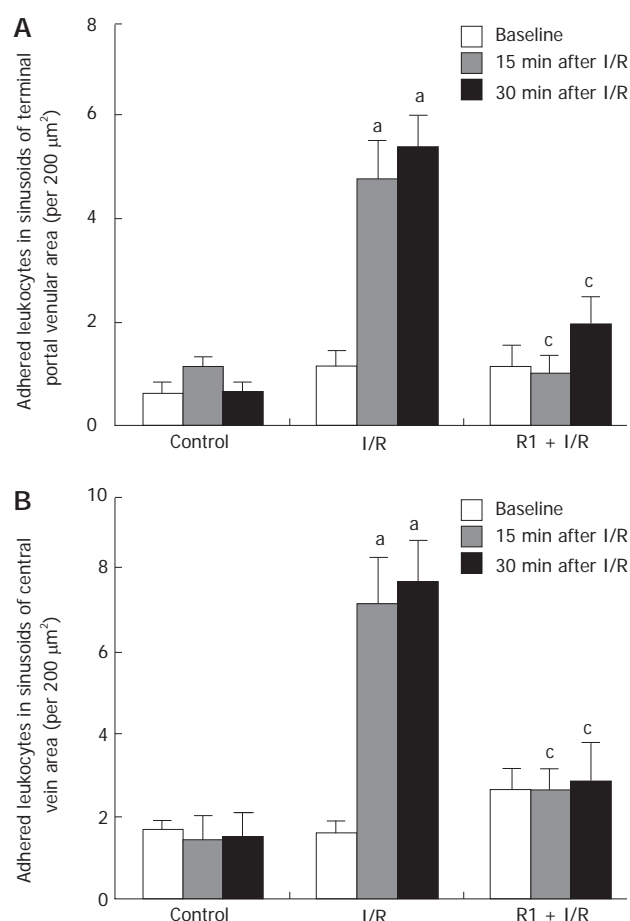 A
8
6
4
2
0
Adhered leukocytes in sinusoids of terminal
portal venular area (per 200 μm²)
Baseline
15 min after I/R
30 min after I/R
a
a
c
c
Control
I/R
R1 + I/R
B
10
8
6
4
2
0
Adhered leukocytes in sinusoids of central
vein area (per 200 μm²)
Baseline
15 min after I/R
30 min after I/R
a
a
c
c
Control
I/R
R1 + I/R